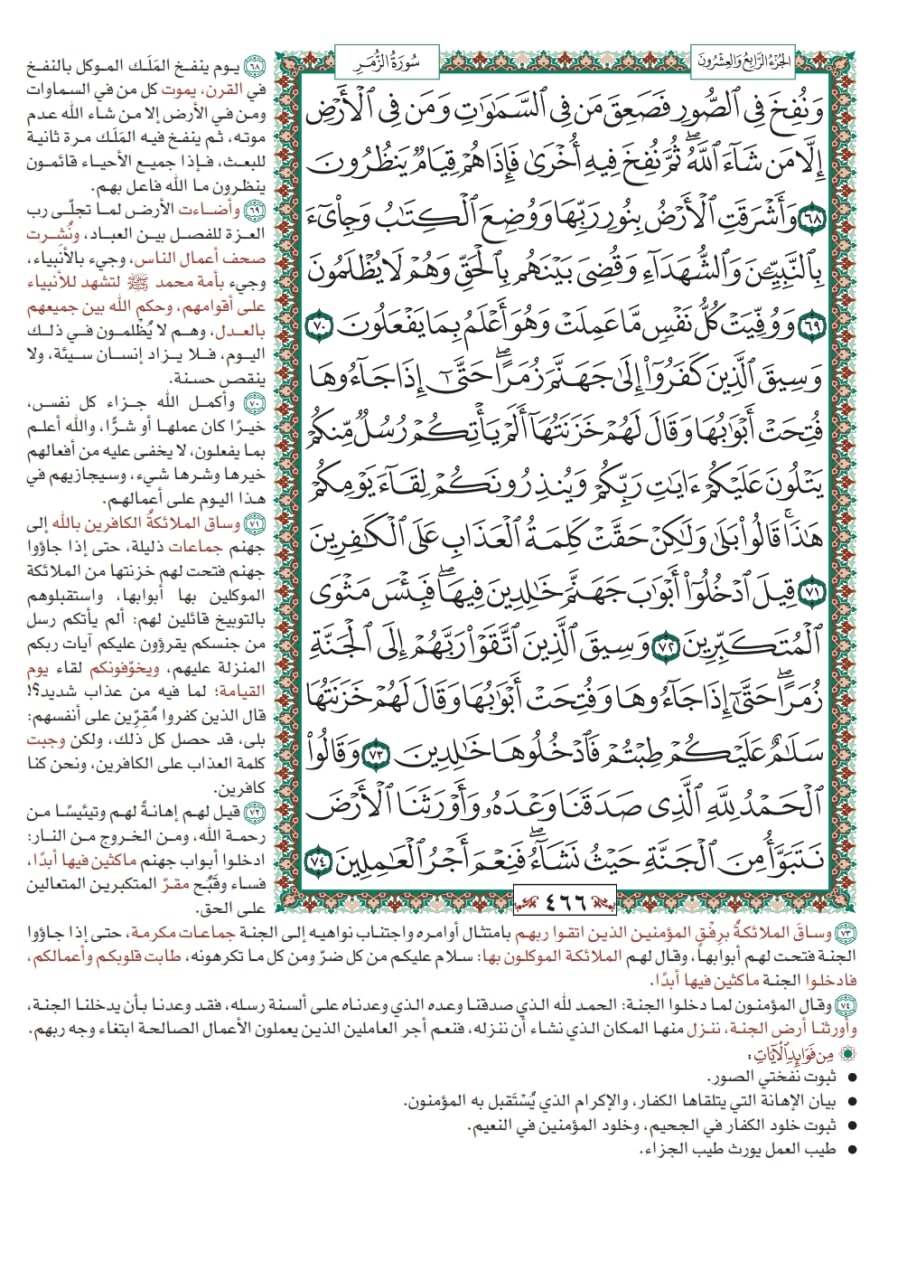 الجُزْءُ الرَّابِعُ وَالعِشْرُونَ
سُورَةُ الزُّمَرِ
وَنُفِخَ فِي ٱلصُّورِ فَصَعِقَ مَن فِي ٱلسَّمَٰوَٰتِ وَمَن فِي ٱلْأَرْضِ
إِلَّا مَن شَآءَ ٱللَّهُۖ ثُمَّ نُفِخَ فِيهِ أُخْرَىٰ فَإِذَا هُمْ قِيَامٌ يَنظُرُونَ
٦٨ وَأَشْرَقَتِ ٱلْأَرْضُ بِنُورِ رَبِّهَا وَوُضِعَ ٱلْكِتَٰبُ وَجِاْيٓءَ
بِٱلنَّبِيِّـۧنَ وَٱلشُّهَدَآءِ وَقُضِيَ بَيْنَهُم بِٱلْحَقِّ وَهُمْ لَا يُظْلَمُونَ
٦٩ وَوُفِّيَتْ كُلُّ نَفْسٍ مَّا عَمِلَتْ وَهُوَ أَعْلَمُ بِمَا يَفْعَلُونَ ٧٠
وَسِيقَ ٱلَّذِينَ كَفَرُوٓاْ إِلَىٰ جَهَنَّمَ زُمَرًاۖ حَتَّىٰٓ إِذَا جَآءُوهَا
فُتِحَتْ أَبْوَٰبُهَا وَقَالَ لَهُمْ خَزَنَتُهَآ أَلَمْ يَأْتِكُمْ رُسُلٌ مِّنكُمْ
يَتْلُونَ عَلَيْكُمْ ءَايَٰتِ رَبِّكُمْ وَيُنذِرُونَكُمْ لِقَآءَ يَوْمِكُمْ
هَٰذَاۚ قَالُواْ بَلَىٰ وَلَٰكِنْ حَقَّتْ كَلِمَةُ ٱلْعَذَابِ عَلَى ٱلْكَٰفِرِينَ
٧١ قِيلَ ٱدْخُلُوٓاْ أَبْوَٰبَ جَهَنَّمَ خَٰلِدِينَ فِيهَاۖ فَبِئْسَ مَثْوَى
ٱلْمُتَكَبِّرِينَ ٧٢ وَسِيقَ ٱلَّذِينَ ٱتَّقَوْاْ رَبَّهُمْ إِلَى ٱلْجَنَّةِ
زُمَرًاۖ حَتَّىٰٓ إِذَا جَآءُوهَا وَفُتِحَتْ أَبْوَٰبُهَا وَقَالَ لَهُمْ خَزَنَتُهَا
سَلَٰمٌ عَلَيْكُمْ طِبْتُمْ فَٱدْخُلُوهَا خَٰلِدِينَ ٧٣ وَقَالُواْ
ٱلْحَمْدُ لِلَّهِ ٱلَّذِي صَدَقَنَا وَعْدَهُۥ وَأَوْرَثَنَا ٱلْأَرْضَ
نَتَبَوَّأُ مِنَ ٱلْجَنَّةِ حَيْثُ نَشَآءُۖ فَنِعْمَ أَجْرُ ٱلْعَٰمِلِينَ ٧٤
٤٦٦
٦٨ يوم ينفخ المَلَك الموكل بالنفخ
في القرن، يموت كل من في السماوات
ومن في الأرض إلا من شاء الله عدم
موته، ثم ينفخ فيه المَلَك مرة ثانية
للبعث، فإذا جميع الأحياء قائمون
ينظرون ما الله فاعل بهم.
٦٩ وأضاءت الأرض لما تجلّى رب
العزة للفصل بين العباد، ونُشرت
صحف أعمال الناس، وجيء بالأنبياء،
وجيء بأمة محمد ﷺ لتشهد للأنبياء
على أقوامهم، وحكم الله بين جميعهم
بالعدل، وهم لا يُظلمون في ذلك
اليوم، فلا يزاد إنسان سيئة، ولا
ينقص حسنة.
٧٠ وأكمل الله جزاء كل نفس،
خيرًا كان عملها أو شرًّا، والله أعلم
بما يفعلون، لا يخفى عليه من أفعالهم
خيرها وشرها شيء، وسيجازيهم في
هذا اليوم على أعمالهم.
٧١ وساق الملائكةُ الكافرين بالله إلى
جهنم جماعات ذليلة، حتى إذا جاؤوا
جهنم فتحت لهم خزنتها من الملائكة
الموكلين بها أبوابها، واستقبلوهم
بالتوبيخ قائلين لهم: ألم يأتكم رسل
من جنسكم يقرؤون عليكم آيات ربكم
المنزلة عليهم، ويخوّفونكم لقاء يوم
القيامة؛ لما فيه من عذاب شديد؟!
قال الذين كفروا مُقِرِّين على أنفسهم:
بلى، قد حصل كل ذلك، ولكن وجبت
كلمة العذاب على الكافرين، ونحن كنا
كافرين.
٧٢ قيل لهم إهانةً لهم وتيئيسًا من
رحمة الله، ومن الخروج من النار:
ادخلوا أبواب جهنم ماكثين فيها أبدًا،
فساء وقَبُح مقرّ المتكبرين المتعالين
على الحق.
٧٣ وساقَ الملائكةُ برِفْقٍ المؤمنين الذين اتقوا ربهم بامتثال أوامره واجتناب نواهيه إلى الجنة جماعات مكرمة، حتى إذا جاؤوا
الجنة فتحت لهم أبوابها، وقال لهم الملائكة الموكلون بها: سلام عليكم من كل ضرّ ومن كل ما تكرهونه، طابت قلوبكم وأعمالكم،
فادخلوا الجنة ماكثين فيها أبدًا.
٧٤ وقال المؤمنون لما دخلوا الجنة: الحمد لله الذي صدقنا وعده الذي وعدناه على ألسنة رسله، فقد وعدنا بأن يدخلنا الجنة،
وأورثنا أرض الجنة، ننزل منها المكان الذي نشاء أن ننزله، فنعم أجر العاملين الذين يعملون الأعمال الصالحة ابتغاء وجه ربهم.
مِن فَوَائِدِ الْآيَاتِ:
• ثبوت نفختي الصور.
• بيان الإهانة التي يتلقاها الكفار، والإكرام الذي يُسْتَقبل به المؤمنون.
• ثبوت خلود الكفار في الجحيم، وخلود المؤمنين في النعيم.
• طيب العمل يورث طيب الجزاء.